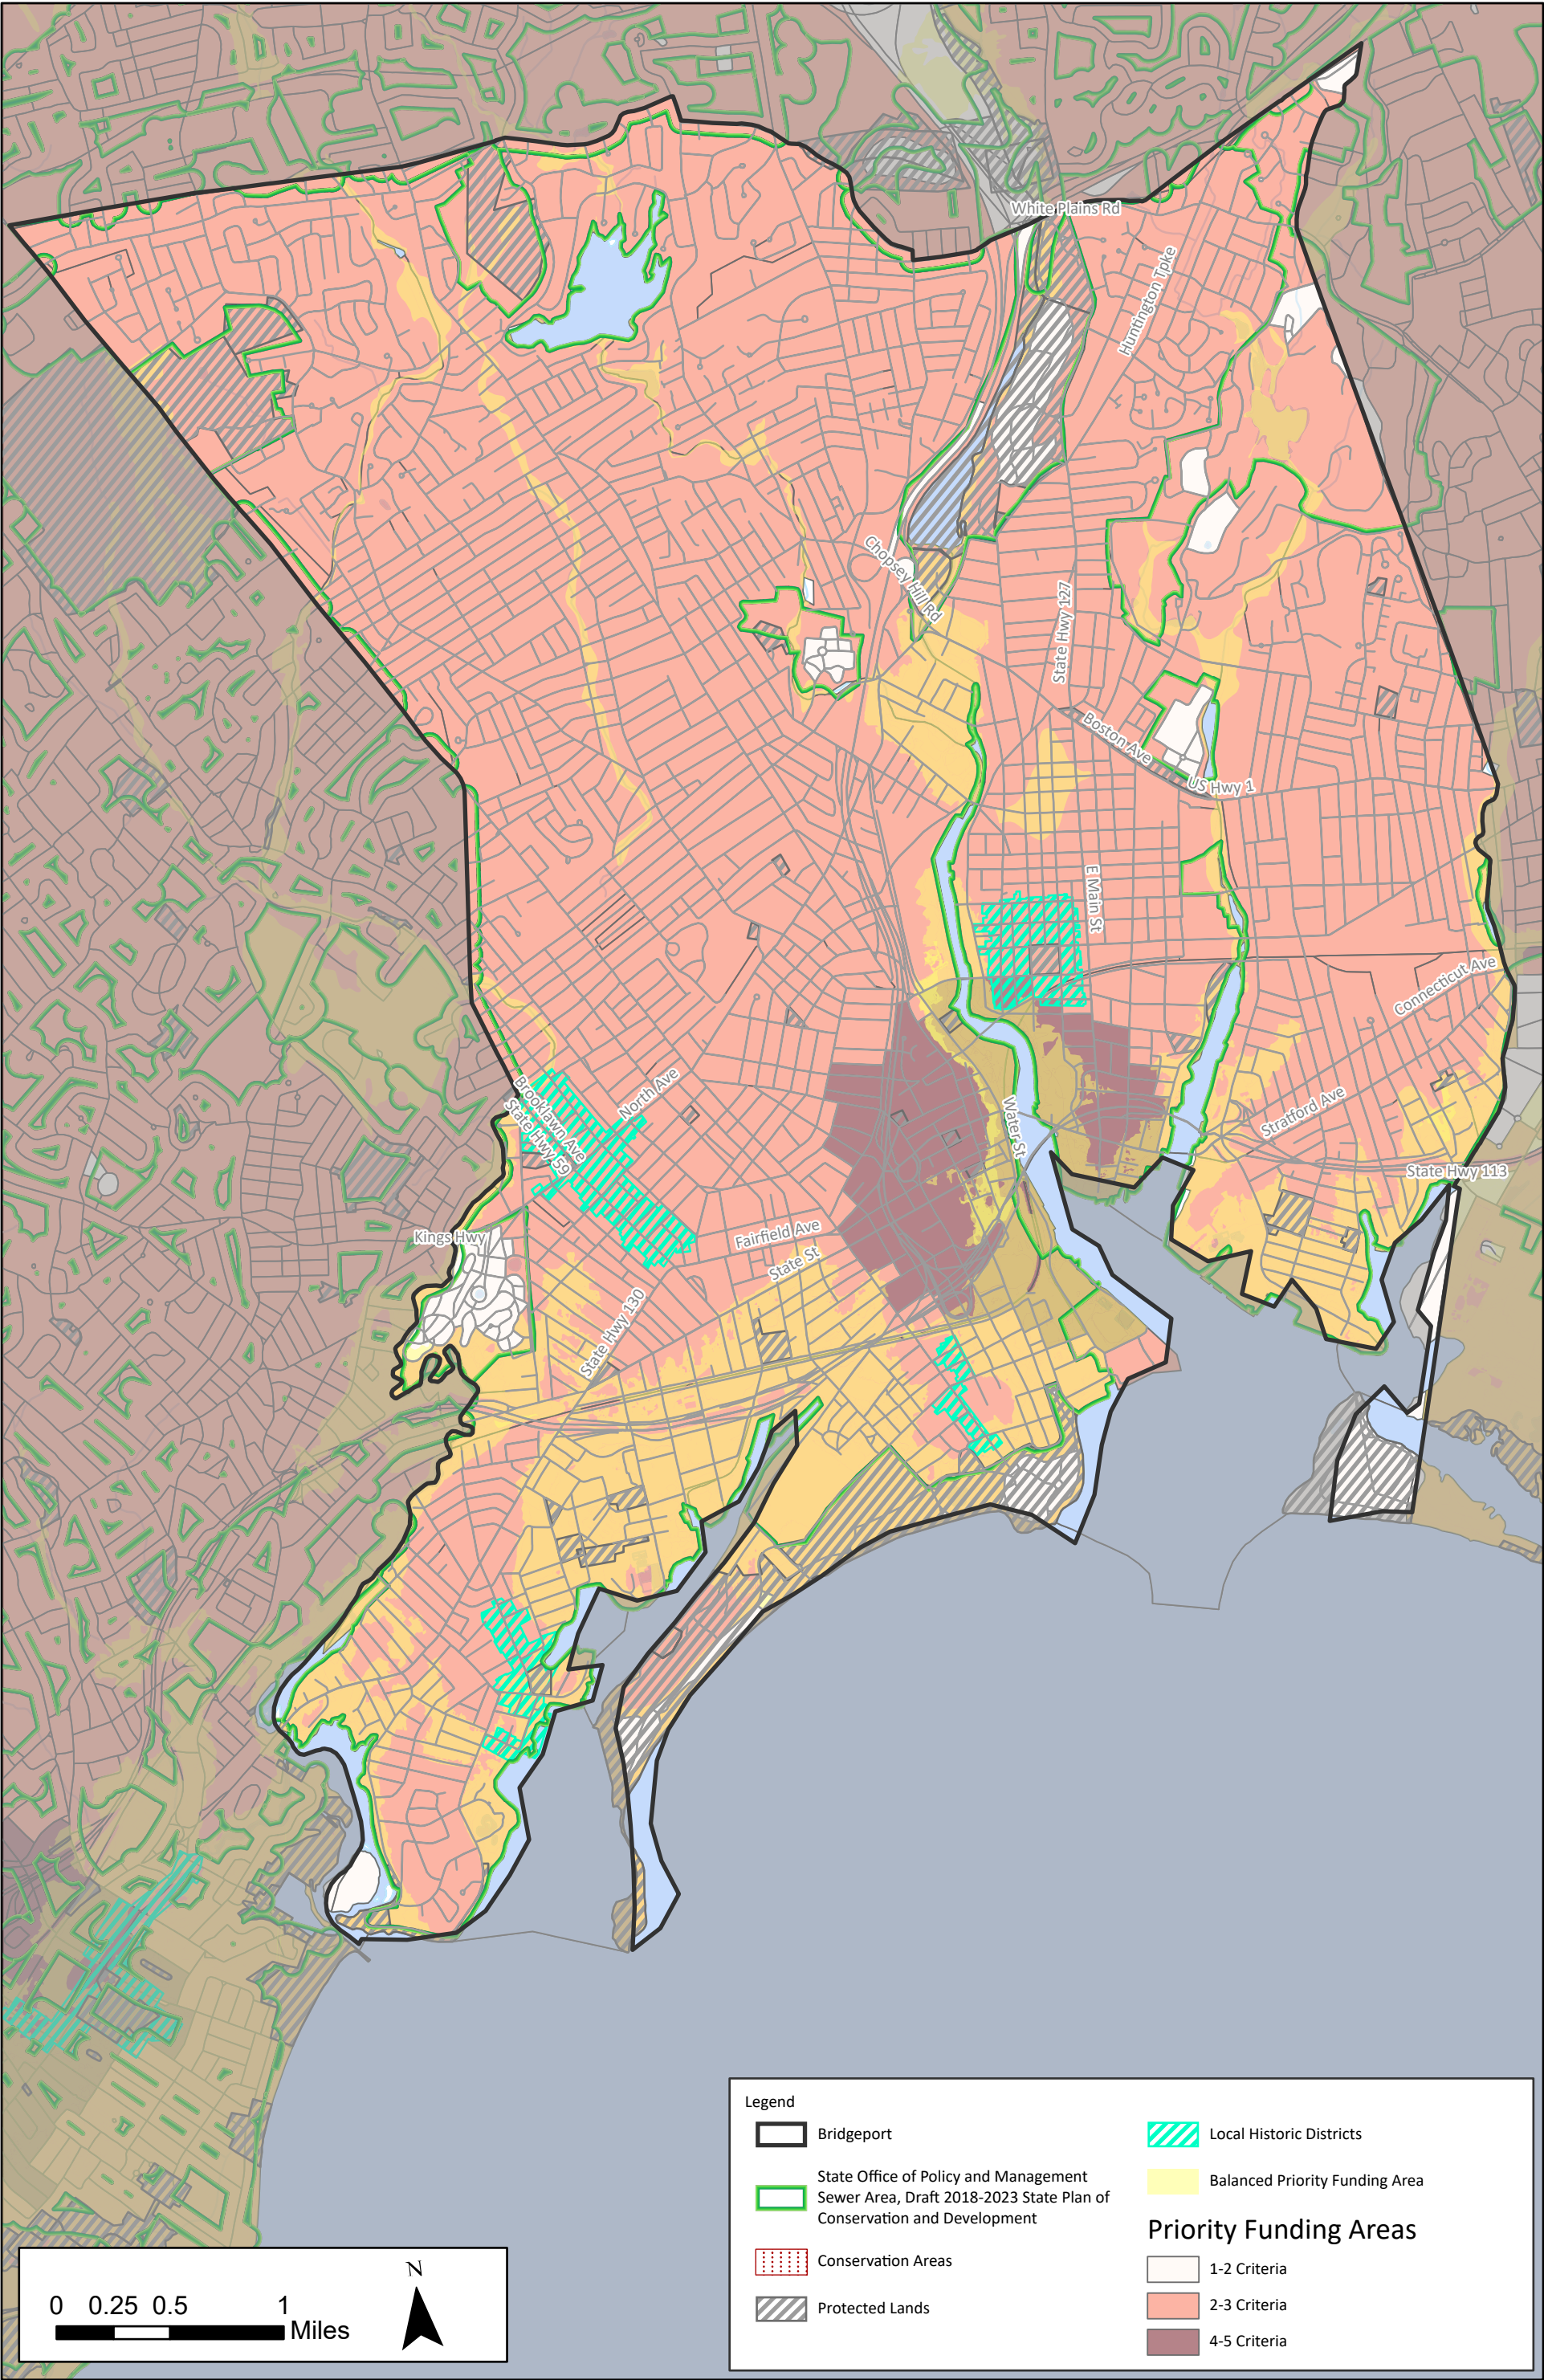 White Plains Rd
Huntington Tpke
Chopsey Hill Rd
State Hwy 127
Boston Ave
US Hwy 1
E Main St
Connecticut Ave
Brooklawn Ave
State Hwy 59
North Ave
Water St
Stratford Ave
State Hwy 113
Kings Hwy
Fairfield Ave
State St
State Hwy 130
Legend
Bridgeport
State Office of Policy and Management
Sewer Area, Draft 2018-2023 State Plan of
Conservation and Development
Conservation Areas
Protected Lands
Local Historic Districts
Balanced Priority Funding Area
Priority Funding Areas
1-2 Criteria
2-3 Criteria
4-5 Criteria
N
0 0.25 0.5 1
Miles